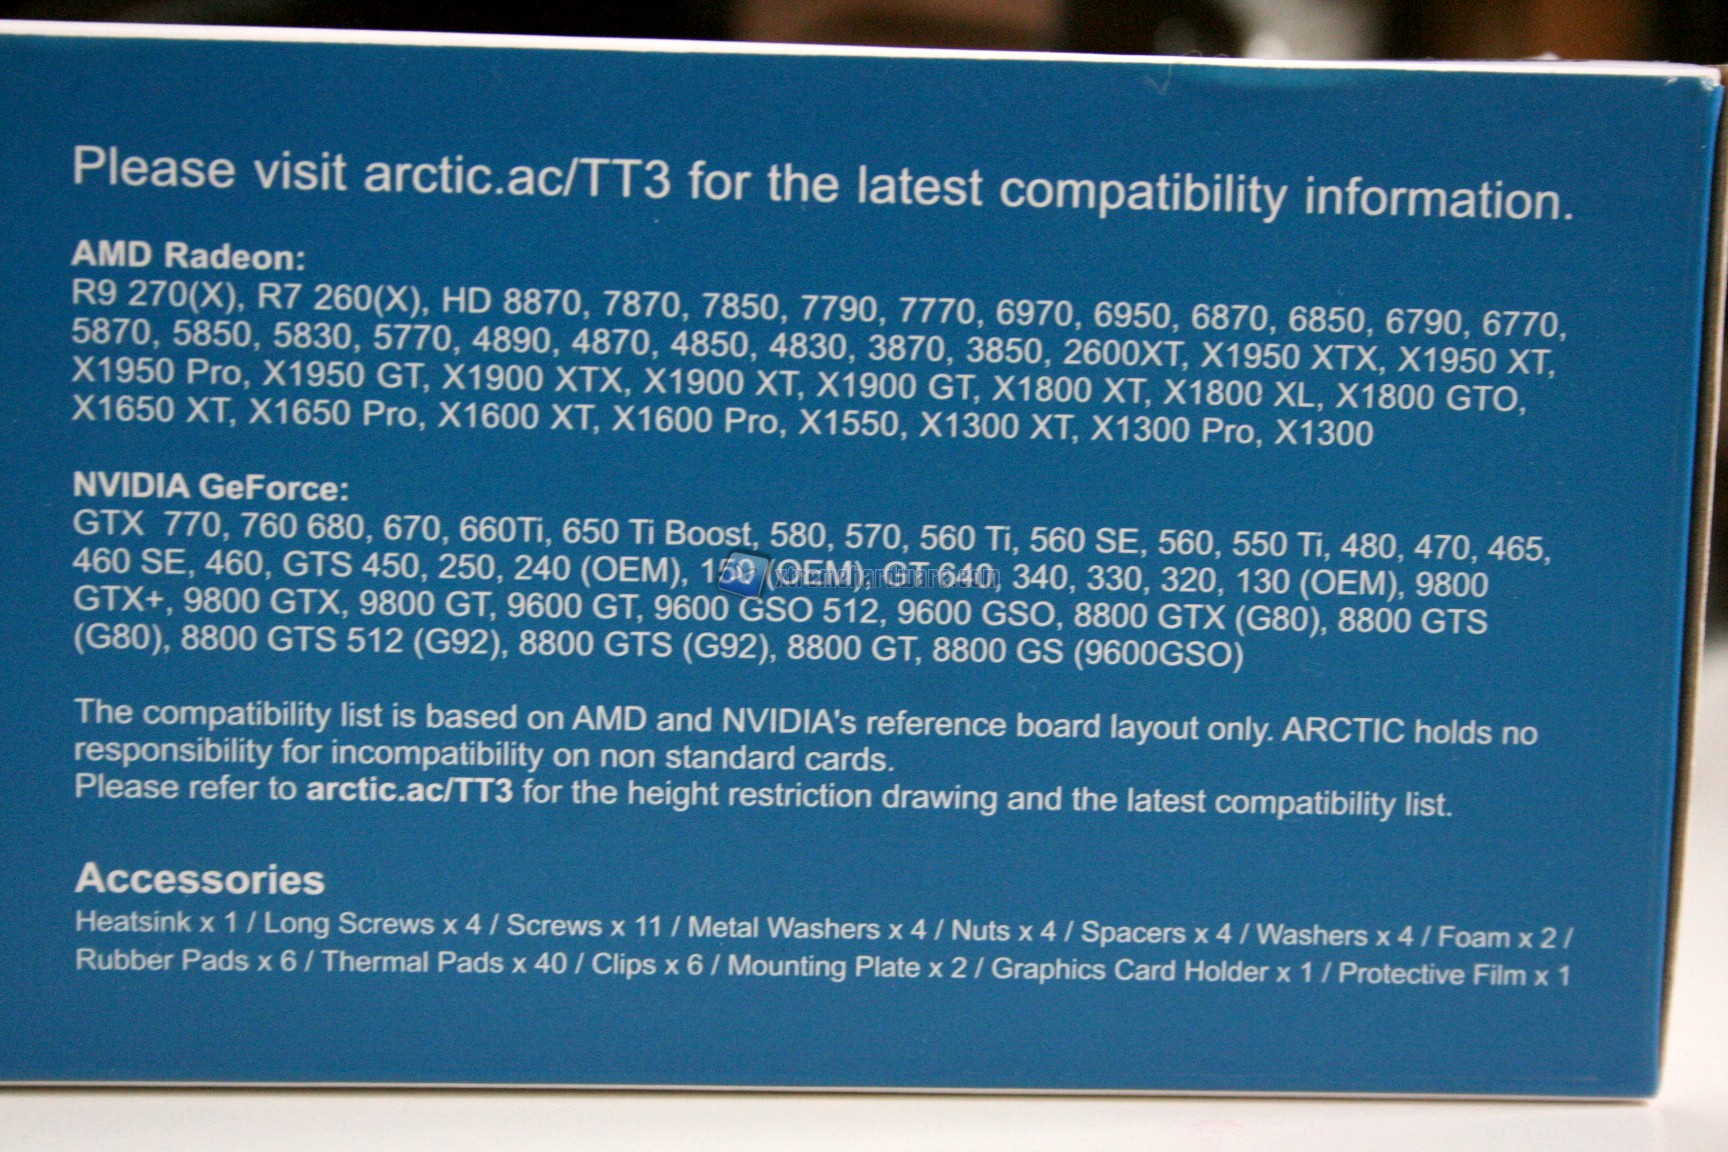 Please visit arctic.ac/TT3 for the latest compatibility information.
AMD Radeon:
R9 270(X), R7 260(X), HD 8870, 7870, 7850, 7790, 7770, 6970, 6950, 6870, 6850, 6790, 6770,
5870, 5850, 5830, 5770, 4890, 4870, 4850, 4830, 3870, 3850, 2600XT, X1950 XTX, X1950 XT,
X1950 Pro, X1950 GT, X1900 XTX, X1900 XT, X1900 GT, X1800 XT, X1800 XL, X1800 GTO,
X1650 XT, X1650 Pro, X1600 XT, X1600 Pro, X1550, X1300 XT, X1300 Pro, X1300
NVIDIA GeForce:
GTX 770, 760 680, 670, 660Ti, 650 Ti Boost, 580, 570, 560 Ti, 560 SE, 560, 550 Ti, 480, 470, 465,
460 SE, 460, GTS 450, 250, 240 (OEM), (OEM), GT 640, 340, 330, 320, 130 (OEM), 9800
xtremehardware.com
GTX+, 9800 GTX, 9800 GT, 9600 GT, 9600 GSO 512, 9600 GSO, 8800 GTX (G80), 8800 GTS
(G80), 8800 GTS 512 (G92), 8800 GTS (G92), 8800 GT, 8800 GS (9600GSO)
The compatibility list is based on AMD and NVIDIA's reference board layout only. ARCTIC holds no
responsibility for incompatibility on non standard cards.
Please refer to arctic.ac/TT3 for the height restriction drawing and the latest compatibility list.
Accessories
Heatsink x 1 / Long Screws x 4 / Screws x 11 / Metal Washers x 4 / Nuts x 4 / Spacers x 4 / Washers x 4 / Foam x 2 /
Rubber Pads x 6 / Thermal Pads x 40 / Clips x 6 / Mounting Plate x 2 / Graphics Card Holder x 1 / Protective Film x 1